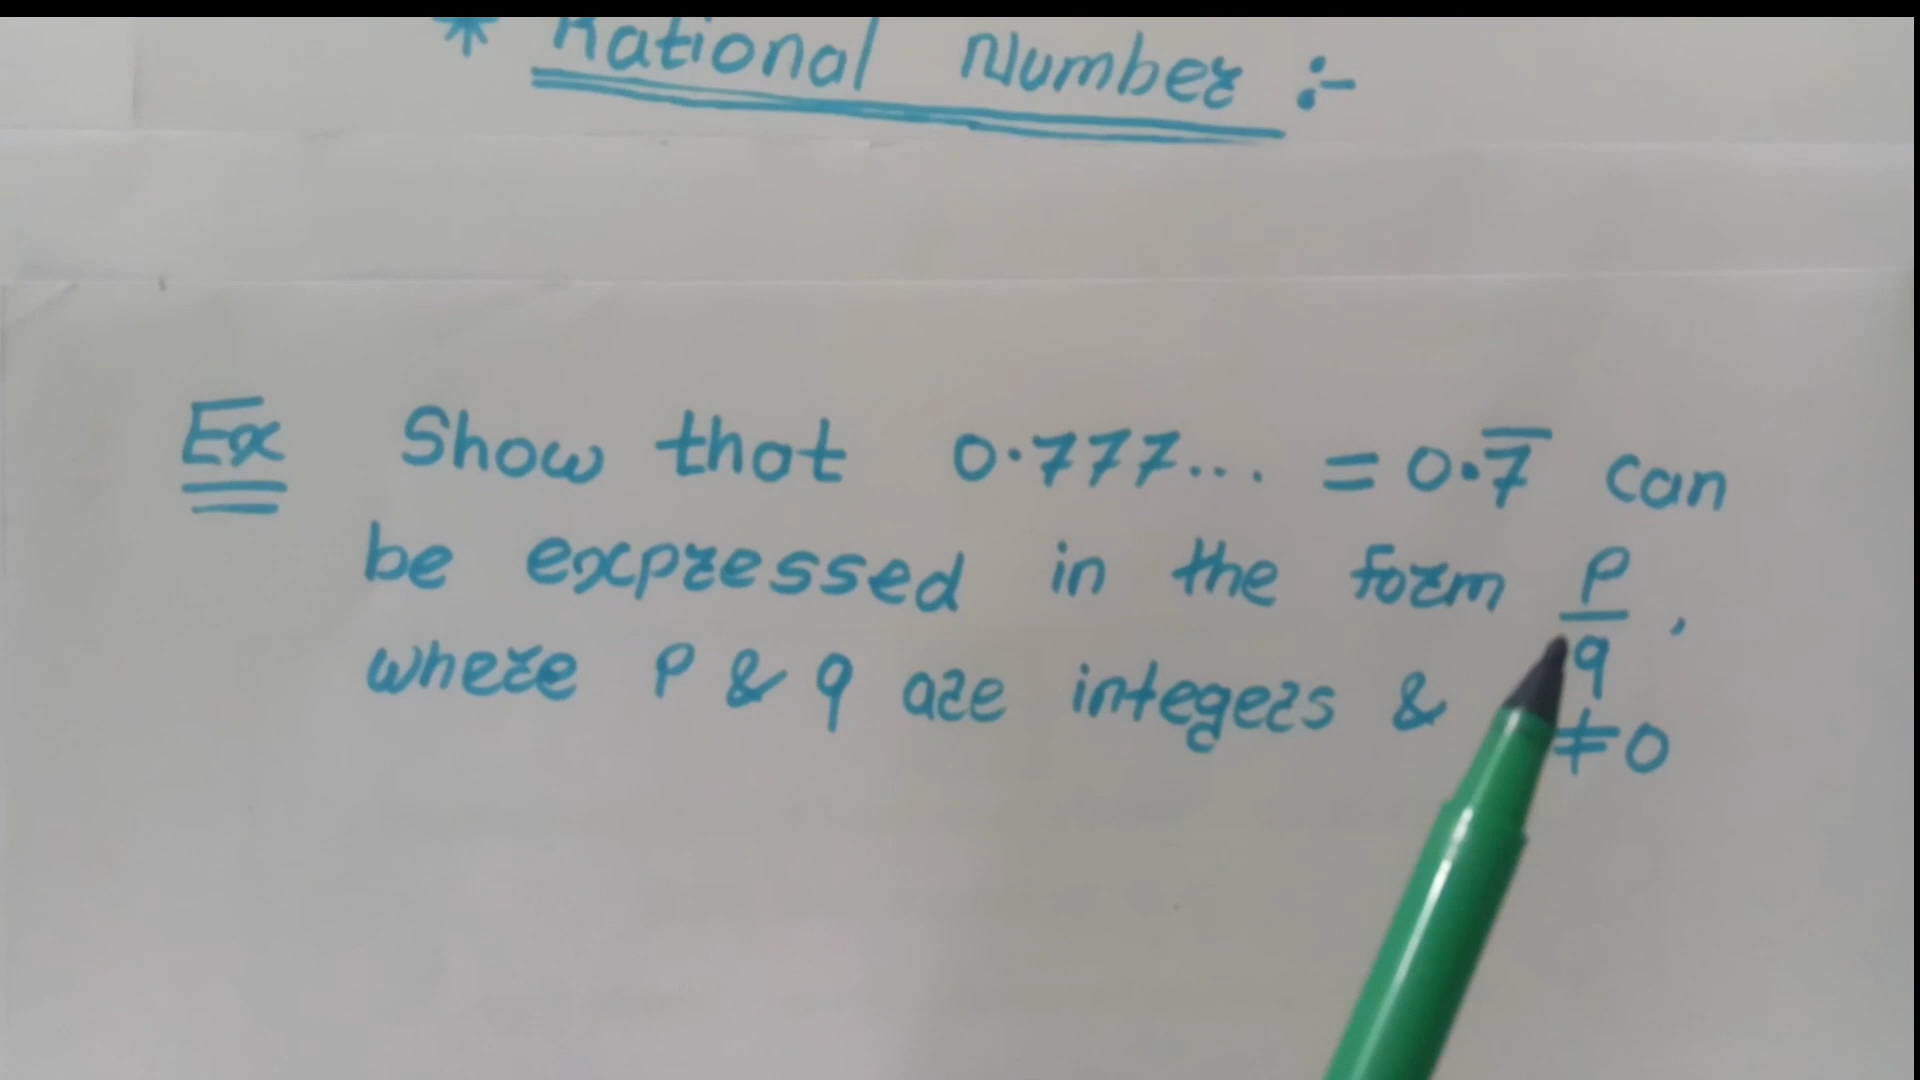 * Rational Number :-
Ex Show that 0.777... = 0.7̅ can
be expressed in the form p/q,
where p & q are integers & ≠0